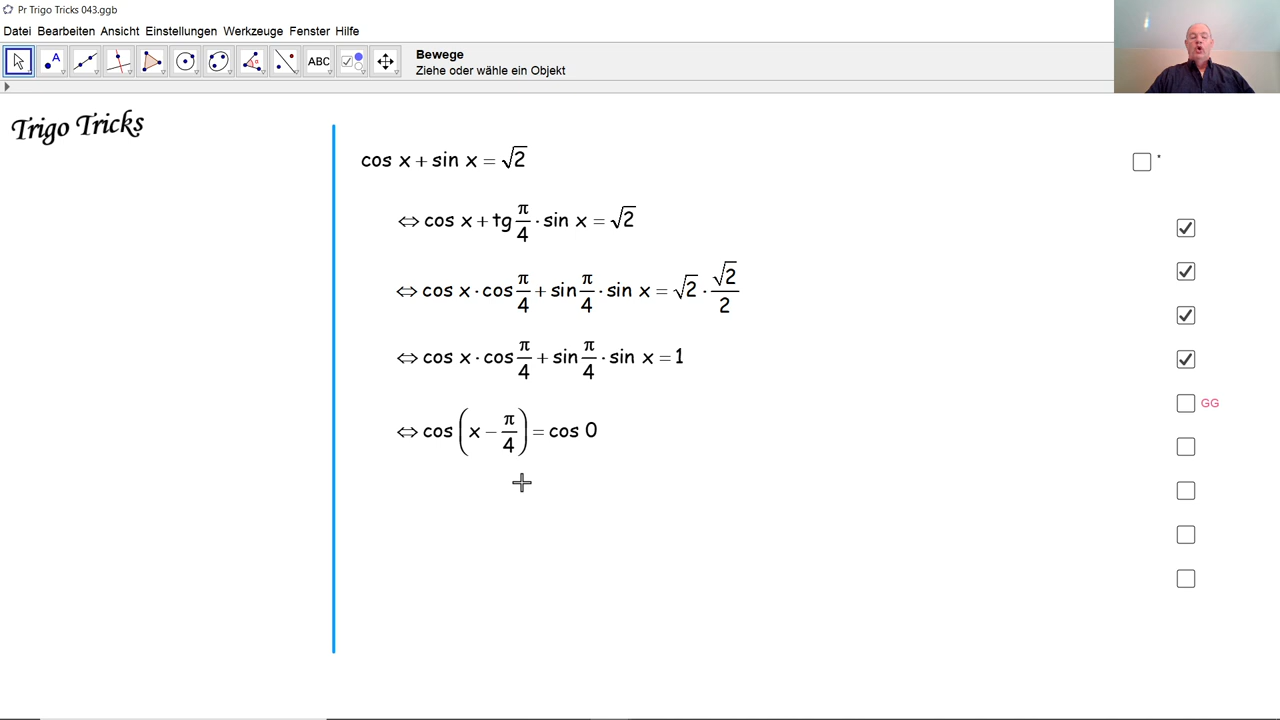 Pr Trigo Tricks 043.ggb
Datei Bearbeiten Ansicht Einstellungen Werkzeuge Fenster Hilfe
A
ABC
Bewege
Ziehe oder wähle ein Objekt
Trigo Tricks
cos x + sin x = √2
⇔ cos x + tg π/4 · sin x = √2
⇔ cos x · cos π/4 + sin π/4 · sin x = √2 · √2/2
⇔ cos x · cos π/4 + sin π/4 · sin x = 1
⇔ cos (x − π/4) = cos 0
GG